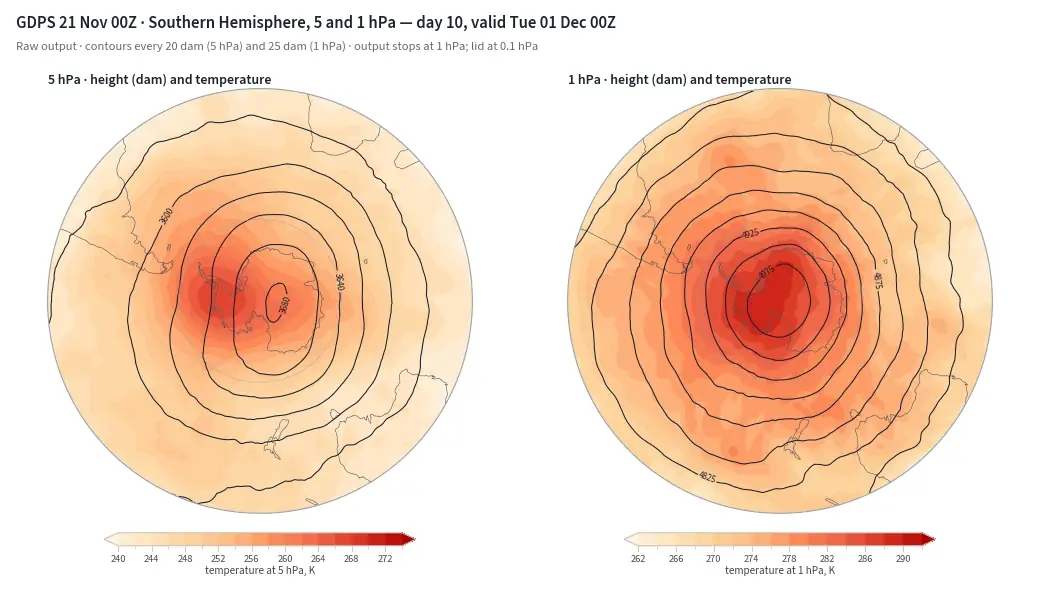 GDPS 21 Nov 00Z · Southern Hemisphere, 5 and 1 hPa — day 10, valid Tue 01 Dec 00Z
Raw output · contours every 20 dam (5 hPa) and 25 dam (1 hPa) · output stops at 1 hPa; lid at 0.1 hPa
5 hPa · height (dam) and temperature
1 hPa · height (dam) and temperature
3600
3640
3680
4925
4975
4875
4825
240 244 248 252 256 260 264 268 272
temperature at 5 hPa, K
262 266 270 274 278 282 286 290
temperature at 1 hPa, K